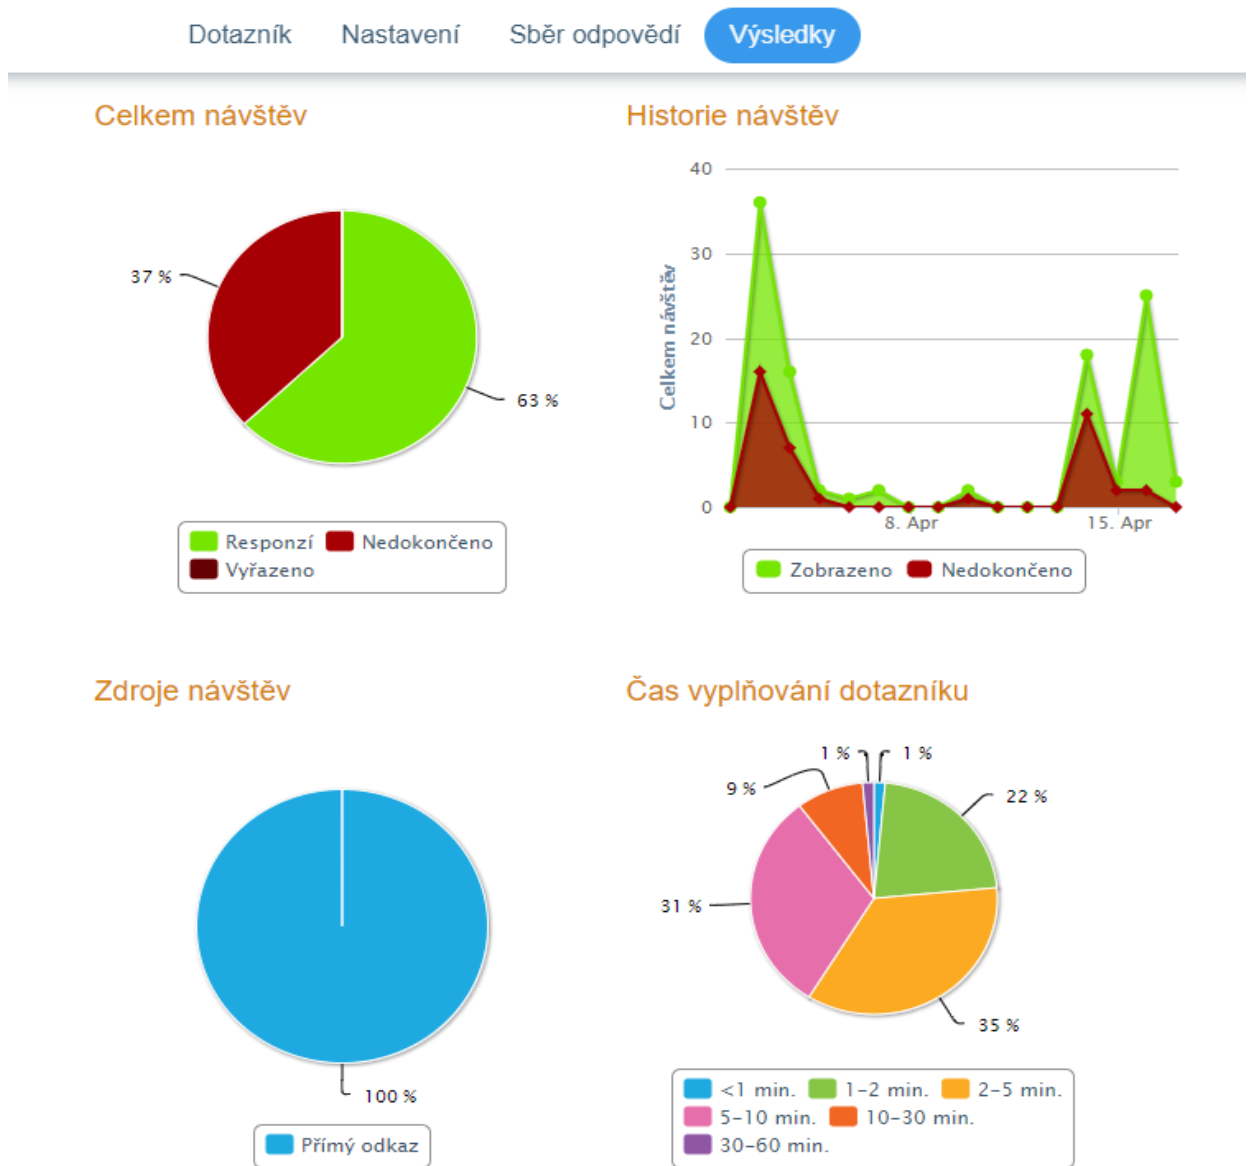 Dotazník Nastavení Sběr odpovědí Výsledky
Celkem návštěv
37 %
63 %
Responzí Nedokončeno
Vyřazeno
Historie návštěv
Celkem návštěv
40
30
20
10
0
8. Apr 15. Apr
Zobrazeno Nedokončeno
Zdroje návštěv
100 %
Přímý odkaz
Čas vyplňování dotazníku
1 % 1 %
9 % 22 %
31 %
35 %
<1 min. 1–2 min. 2–5 min.
5–10 min. 10–30 min.
30–60 min.